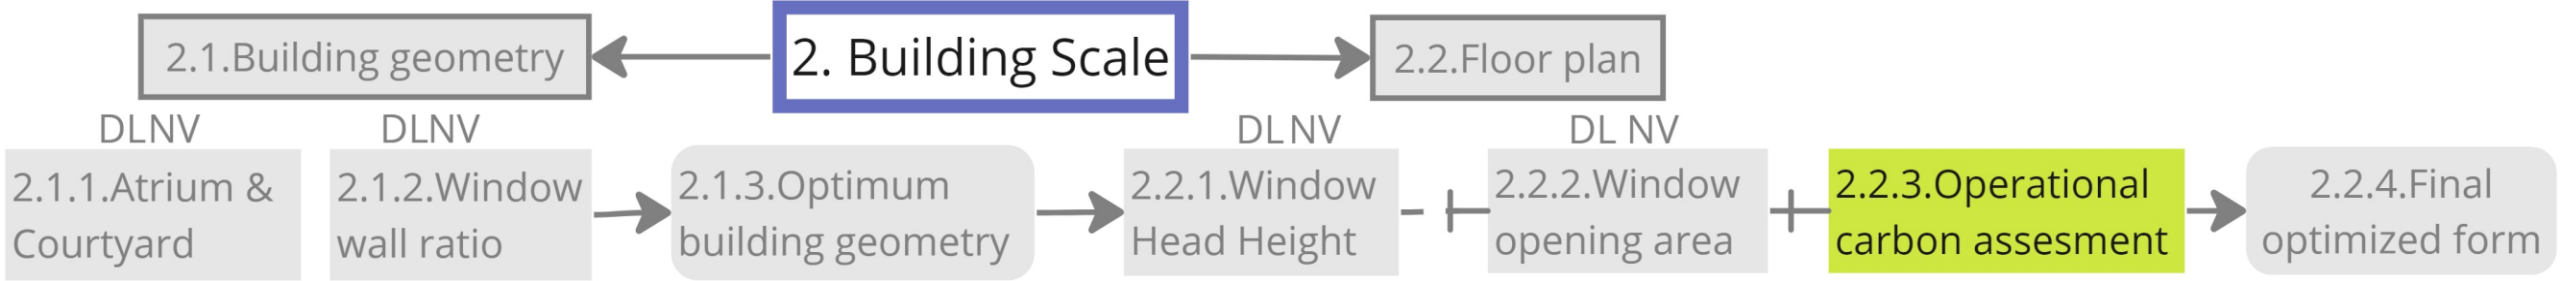 2.1.Building geometry
2. Building Scale
2.2.Floor plan
DLNV
DLNV
DLNV
DL NV
2.1.1.Atrium &
Courtyard
2.1.2.Window
wall ratio
2.1.3.Optimum
building geometry
2.2.1.Window
Head Height
2.2.2.Window
opening area
2.2.3.Operational
carbon assesment
2.2.4.Final
optimized form